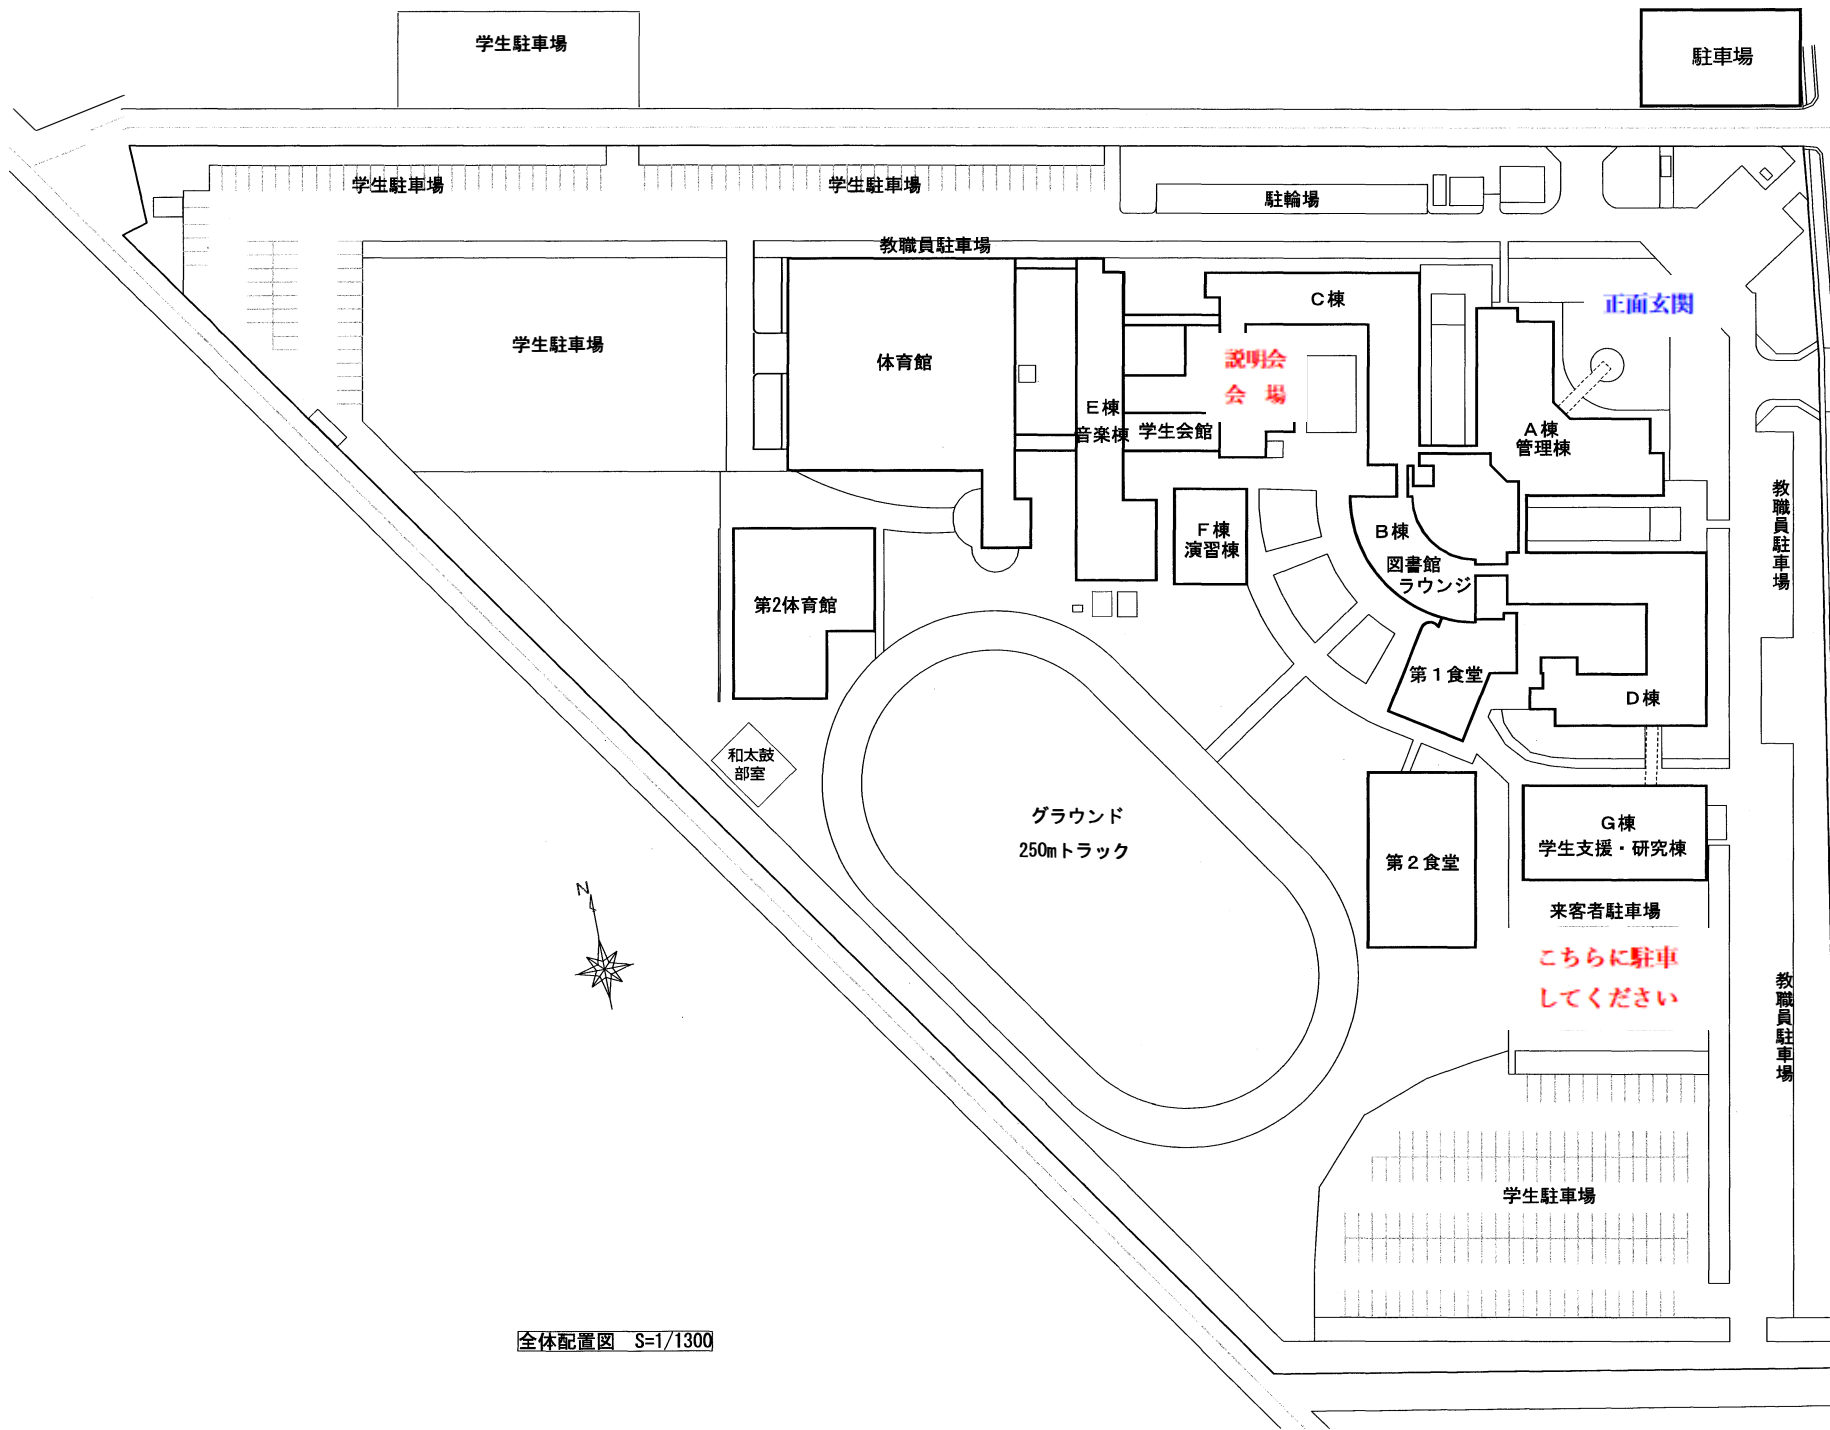 学生駐車場
駐車場
学生駐車場
学生駐車場
駐輪場
教職員駐車場
C棟
正面玄関
学生駐車場
体育館
説明会
会 場
E棟
音楽棟
学生会館
A棟
管理棟
教職員駐車場
F棟
演習棟
B棟
図書館
ラウンジ
第2体育館
第1食堂
D棟
和太鼓
部室
グラウンド
250mトラック
第2食堂
G棟
学生支援・研究棟
N
来客者駐車場
こちらに駐車
してください
教職員駐車場
学生駐車場
全体配置図 S=1/1300